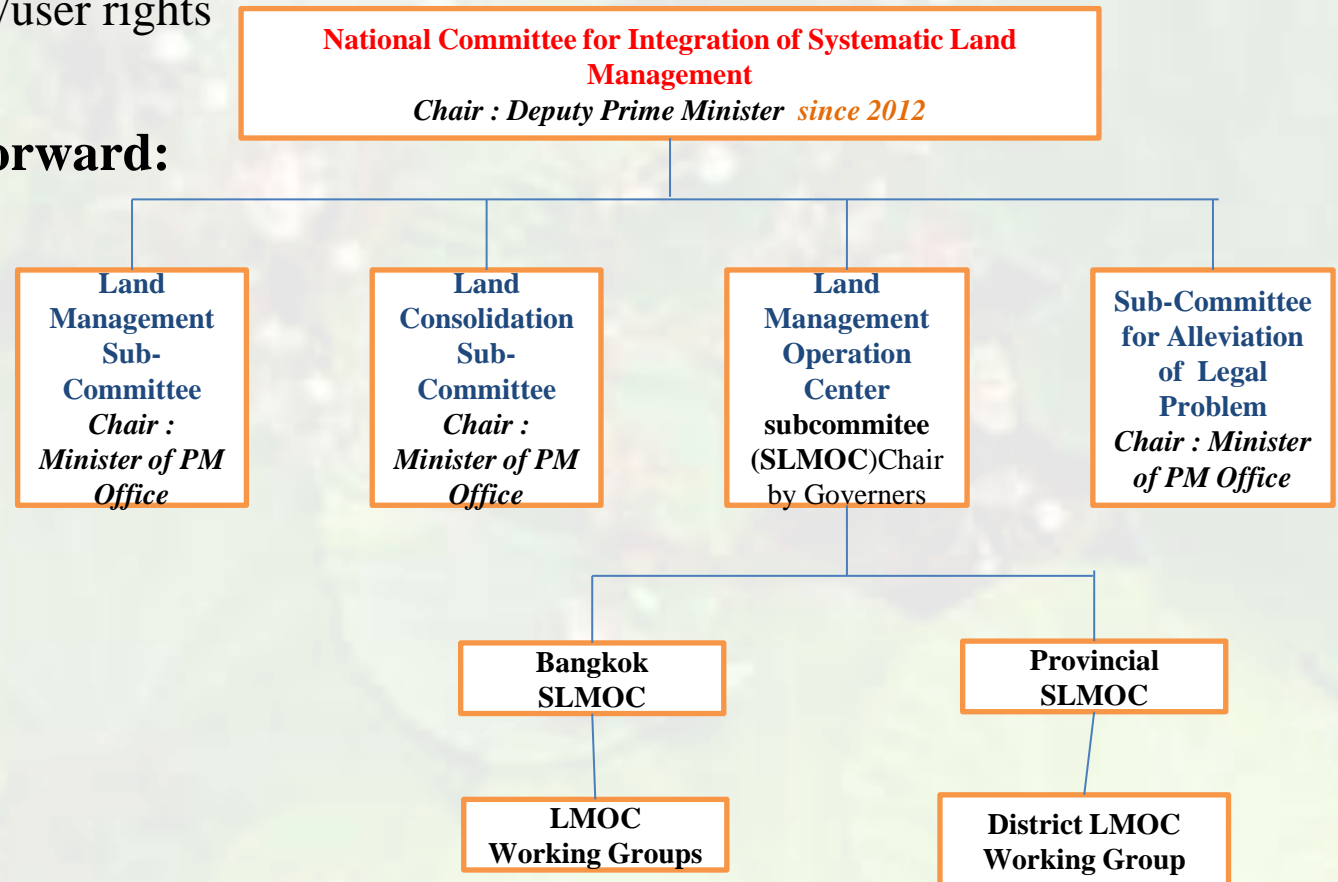 /user rights
National Committee for Integration of Systematic Land
Management
Chair : Deputy Prime Minister since 2012
orward:
Land
Management
Sub-
Committee
Chair :
Minister of PM
Office
Land
Consolidation
Sub-
Committee
Chair :
Minister of PM
Office
Land
Management
Operation
Center
subcommitee
(SLMOC)Chair
by Governers
Sub-Committee
for Alleviation
of Legal
Problem
Chair : Minister
of PM Office
Bangkok
SLMOC
Provincial
SLMOC
LMOC
Working Groups
District LMOC
Working Group